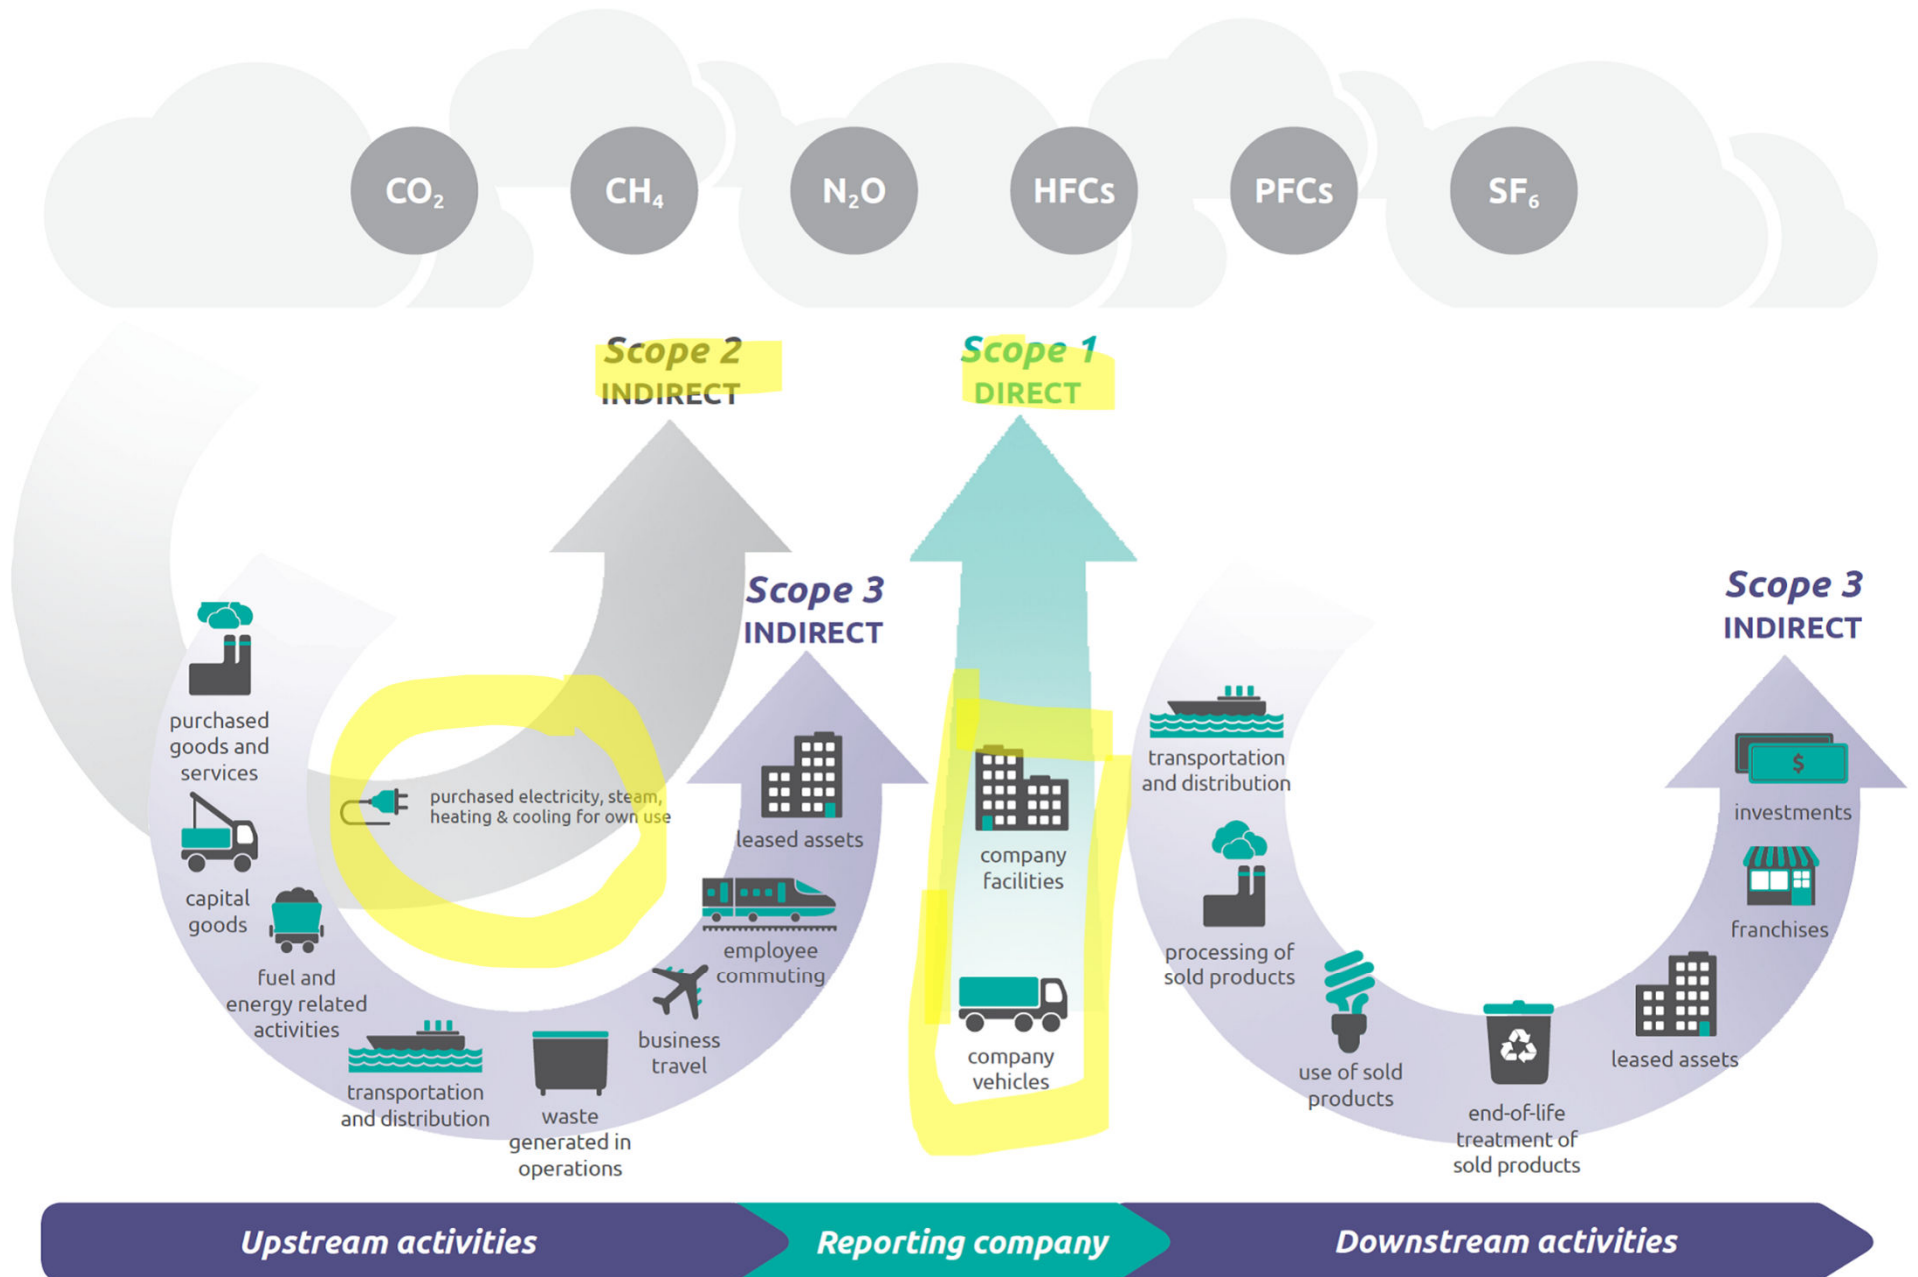 CO₂
CH₄
N₂O
HFCs
PFCs
SF₆
Scope 2
INDIRECT
Scope 1
DIRECT
Scope 3
INDIRECT
Scope 3
INDIRECT
purchased
goods and
services
capital
goods
fuel and
energy related
activities
transportation
and distribution
waste
generated in
operations
business
travel
employee
commuting
leased assets
purchased electricity, steam,
heating & cooling for own use
company
facilities
company
vehicles
transportation
and distribution
processing of
sold products
use of sold
products
end-of-life
treatment of
sold products
leased assets
franchises
$
investments
Upstream activities
Reporting company
Downstream activities